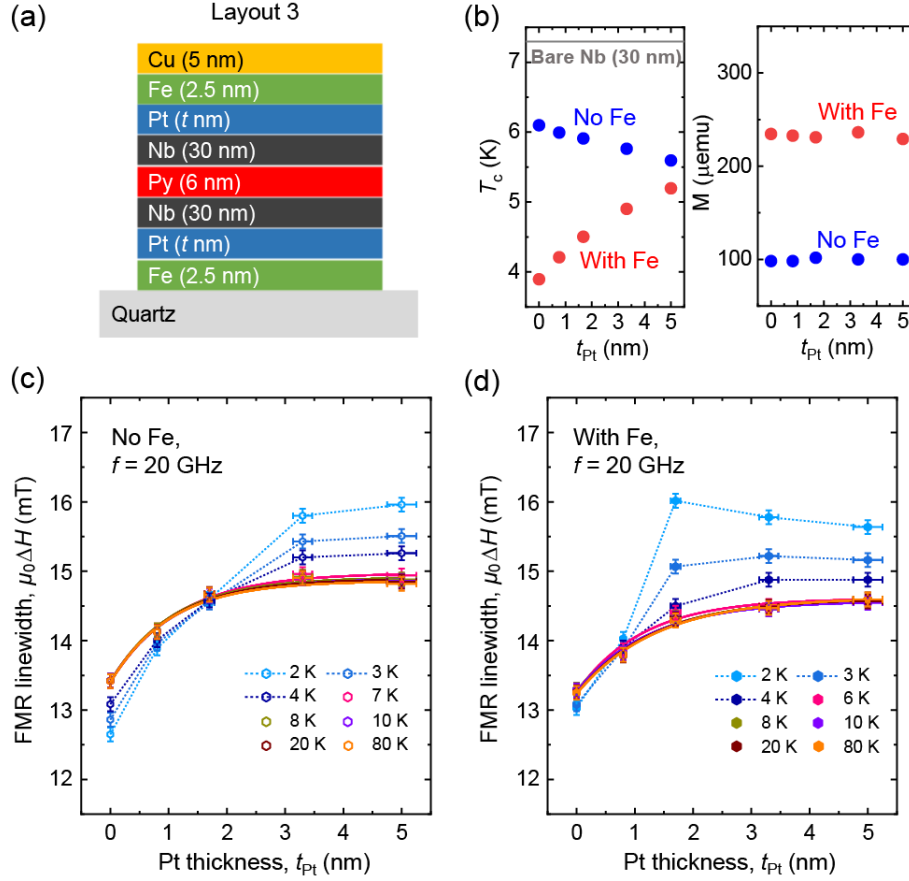 (a)
Layout 3
Cu (5 nm)
Fe (2.5 nm)
Pt (t nm)
Nb (30 nm)
Py (6 nm)
Nb (30 nm)
Pt (t nm)
Fe (2.5 nm)
Quartz
(b)
7
6
5
4
Tc (K)
Bare Nb (30 nm)
No Fe
With Fe
0 1 2 3 4 5
tPt (nm)
300
200
100
M (µemu)
With Fe
No Fe
0 1 2 3 4 5
tPt (nm)
(c)
17
16
15
14
13
12
FMR linewidth, µ0ΔH (mT)
No Fe,
f = 20 GHz
2 K 3 K
4 K 7 K
8 K 10 K
20 K 80 K
0 1 2 3 4 5
Pt thickness, tPt (nm)
(d)
17
16
15
14
13
12
FMR linewidth, µ0ΔH (mT)
With Fe,
f = 20 GHz
2 K 3 K
4 K 6 K
8 K 10 K
20 K 80 K
0 1 2 3 4 5
Pt thickness, tPt (nm)